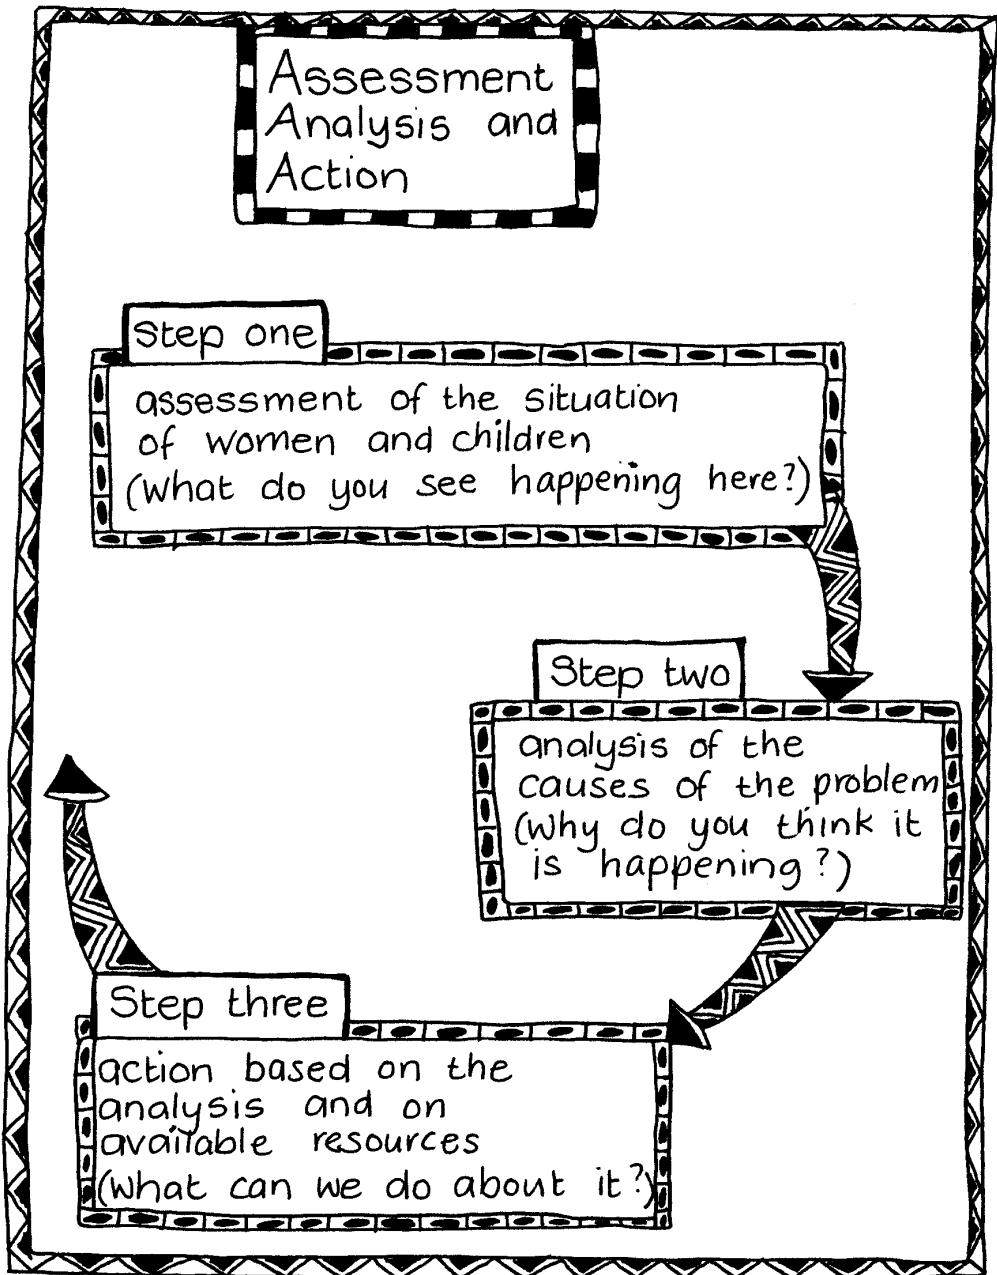 Assessment
Analysis and
Action
Step one
assessment of the situation
of women and children
(What do you see happening here?)
Step two
analysis of the
causes of the problem
(Why do you think it
is happening?)
Step three
action based on the
analysis and on
available resources
(What can we do about it?)